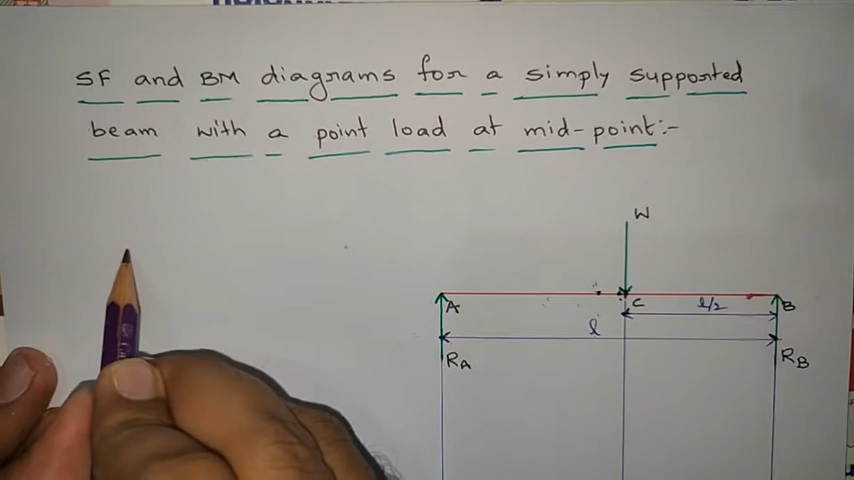 SF and BM diagrams for a simply supported
beam with a point load at mid-point:-
W
A
C
l/2
B
l
RA
RB